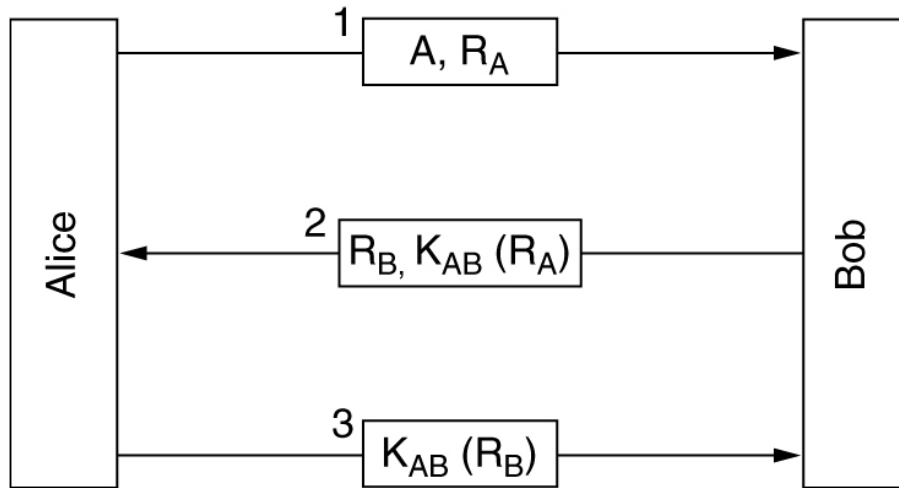 1
A, R_A
Alice
2
R_B, K_AB (R_A)
Bob
3
K_AB (R_B)